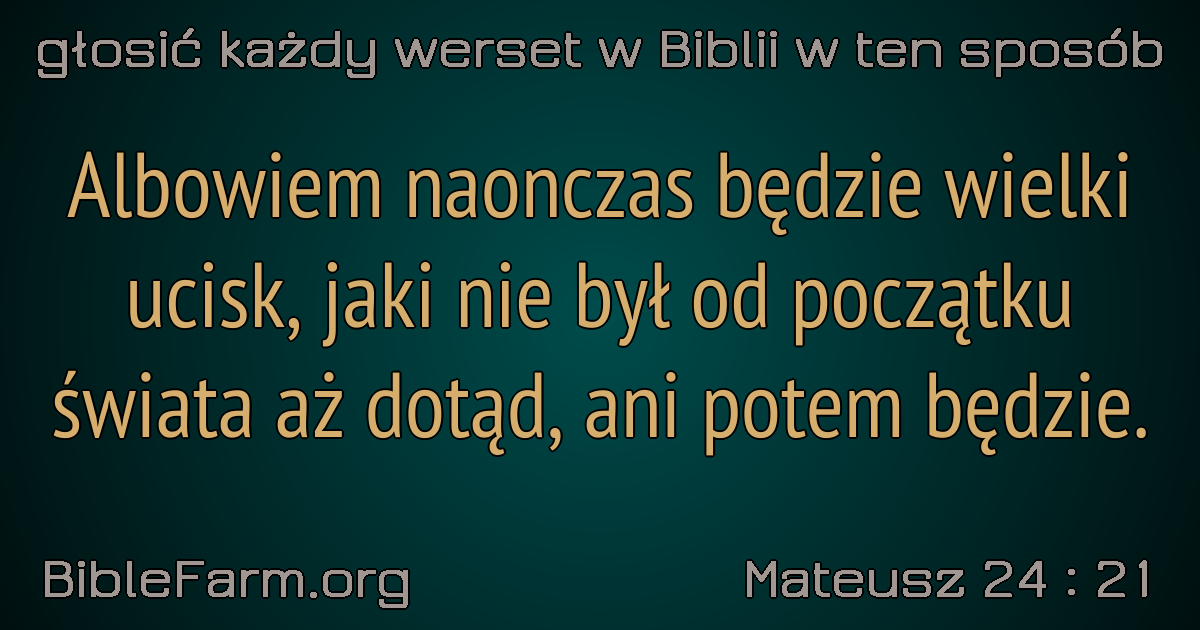 głosić każdy werset w Biblii w ten sposób
Albowiem naonczas będzie wielki
ucisk, jaki nie był od początku
świata aż dotąd, ani potem będzie.
BibleFarm.org
Mateusz 24 : 21